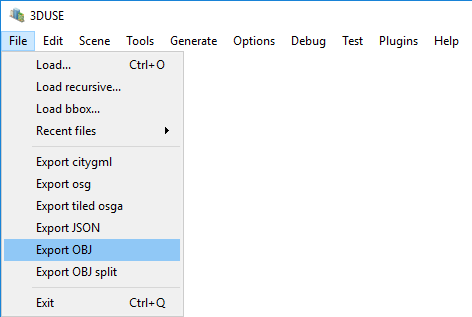 3DUSE
File Edit Scene Tools Generate Options Debug Test Plugins Help
Load... Ctrl+O
Load recursive...
Load bbox...
Recent files
Export citygml
Export osg
Export tiled osga
Export JSON
Export OBJ
Export OBJ split
Exit Ctrl+Q